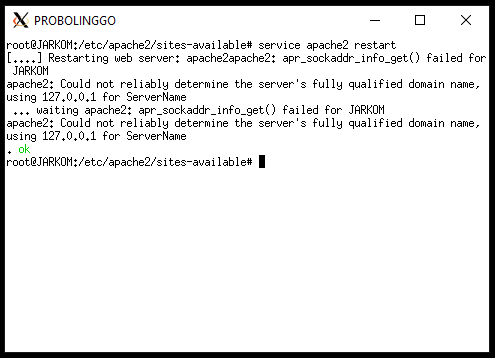 PROBOLINGGO
root@JARKOM:/etc/apache2/sites-available# service apache2 restart
[....] Restarting web server: apache2apache2: apr_sockaddr_info_get() failed for
 JARKOM
apache2: Could not reliably determine the server's fully qualified domain name,
using 127.0.0.1 for ServerName
 ... waiting apache2: apr_sockaddr_info_get() failed for JARKOM
apache2: Could not reliably determine the server's fully qualified domain name,
using 127.0.0.1 for ServerName
. ok
root@JARKOM:/etc/apache2/sites-available#